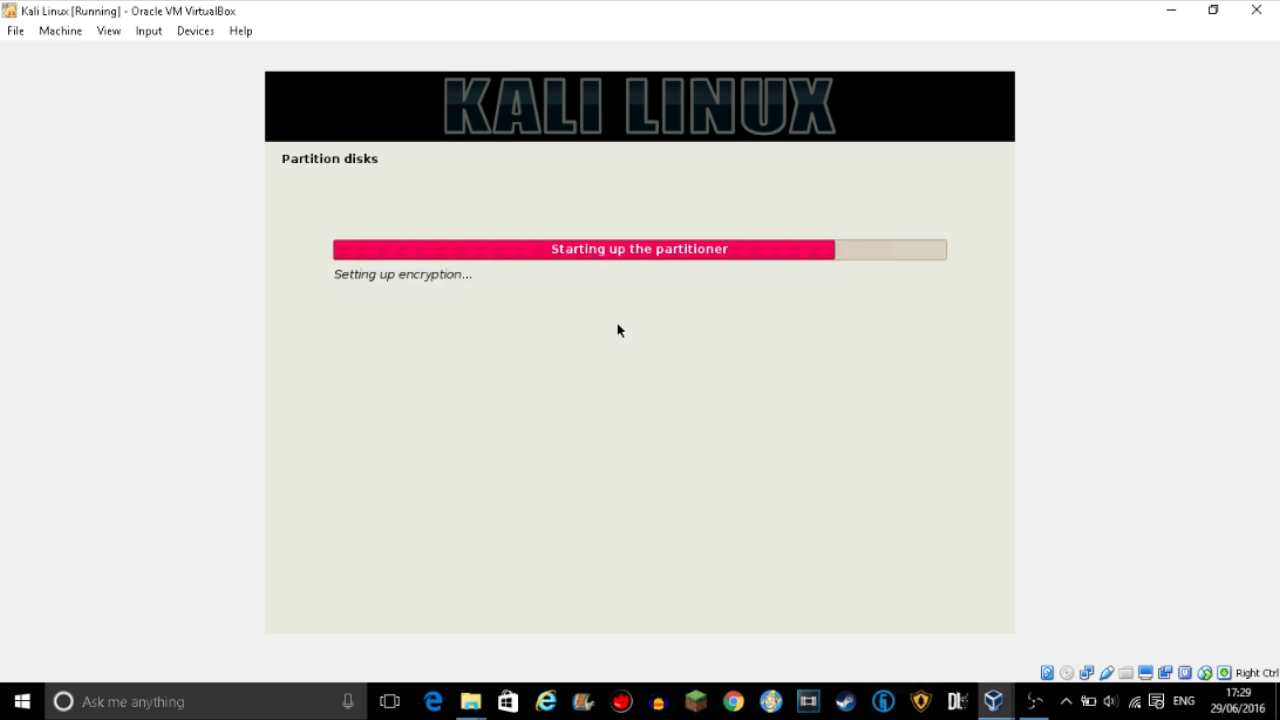 Kali Linux [Running] - Oracle VM VirtualBox
File Machine View Input Devices Help
KALI LINUX
Partition disks
Starting up the partitioner
Setting up encryption...
Right Ctrl
Ask me anything
ENG
17:29
29/06/2016